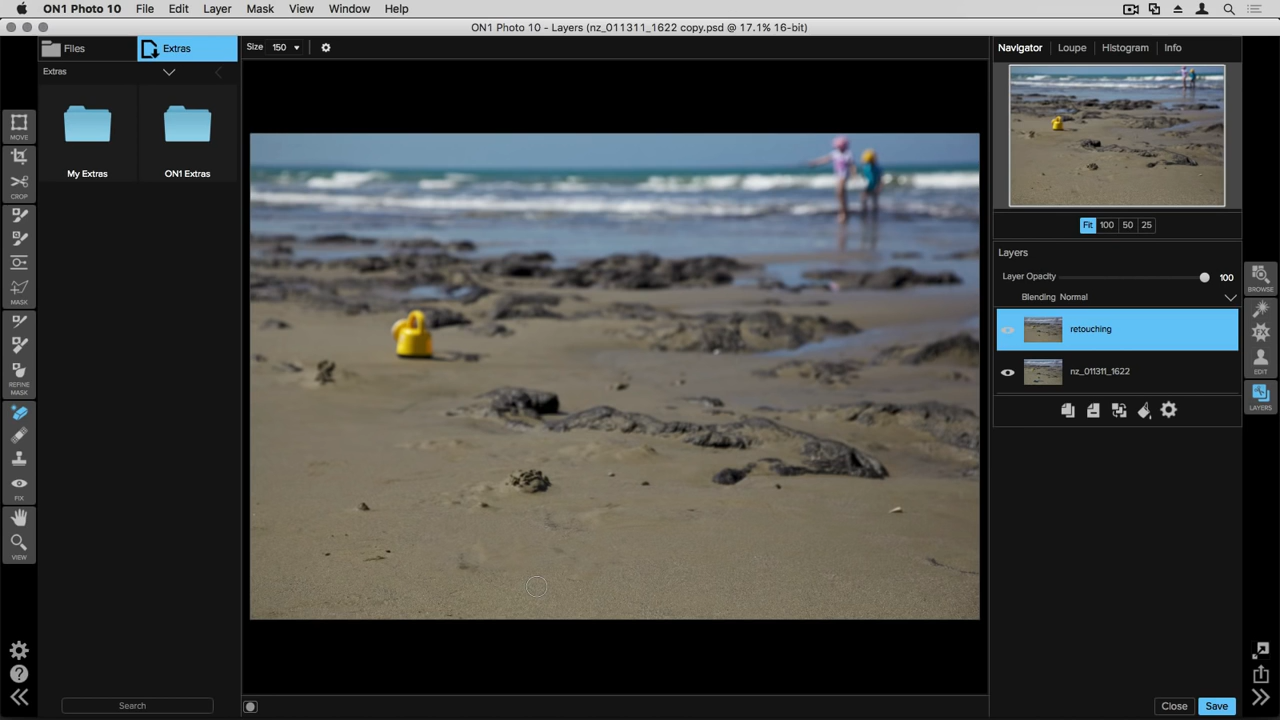 ON1 Photo 10 File Edit Layer Mask View Window Help
ON1 Photo 10 - Layers (nz_011311_1622 copy.psd @ 17.1% 16-bit)
Files Extras
Size 150
Navigator Loupe Histogram Info
Extras
My Extras ON1 Extras
MOVE
CROP
MASK
REFINE
MASK
FIX
VIEW
Fit 100 50 25
Layers
Layer Opacity 100
Blending Normal
retouching
nz_011311_1622
BROWSE
FX
EDIT
LAYERS
Search
Close Save